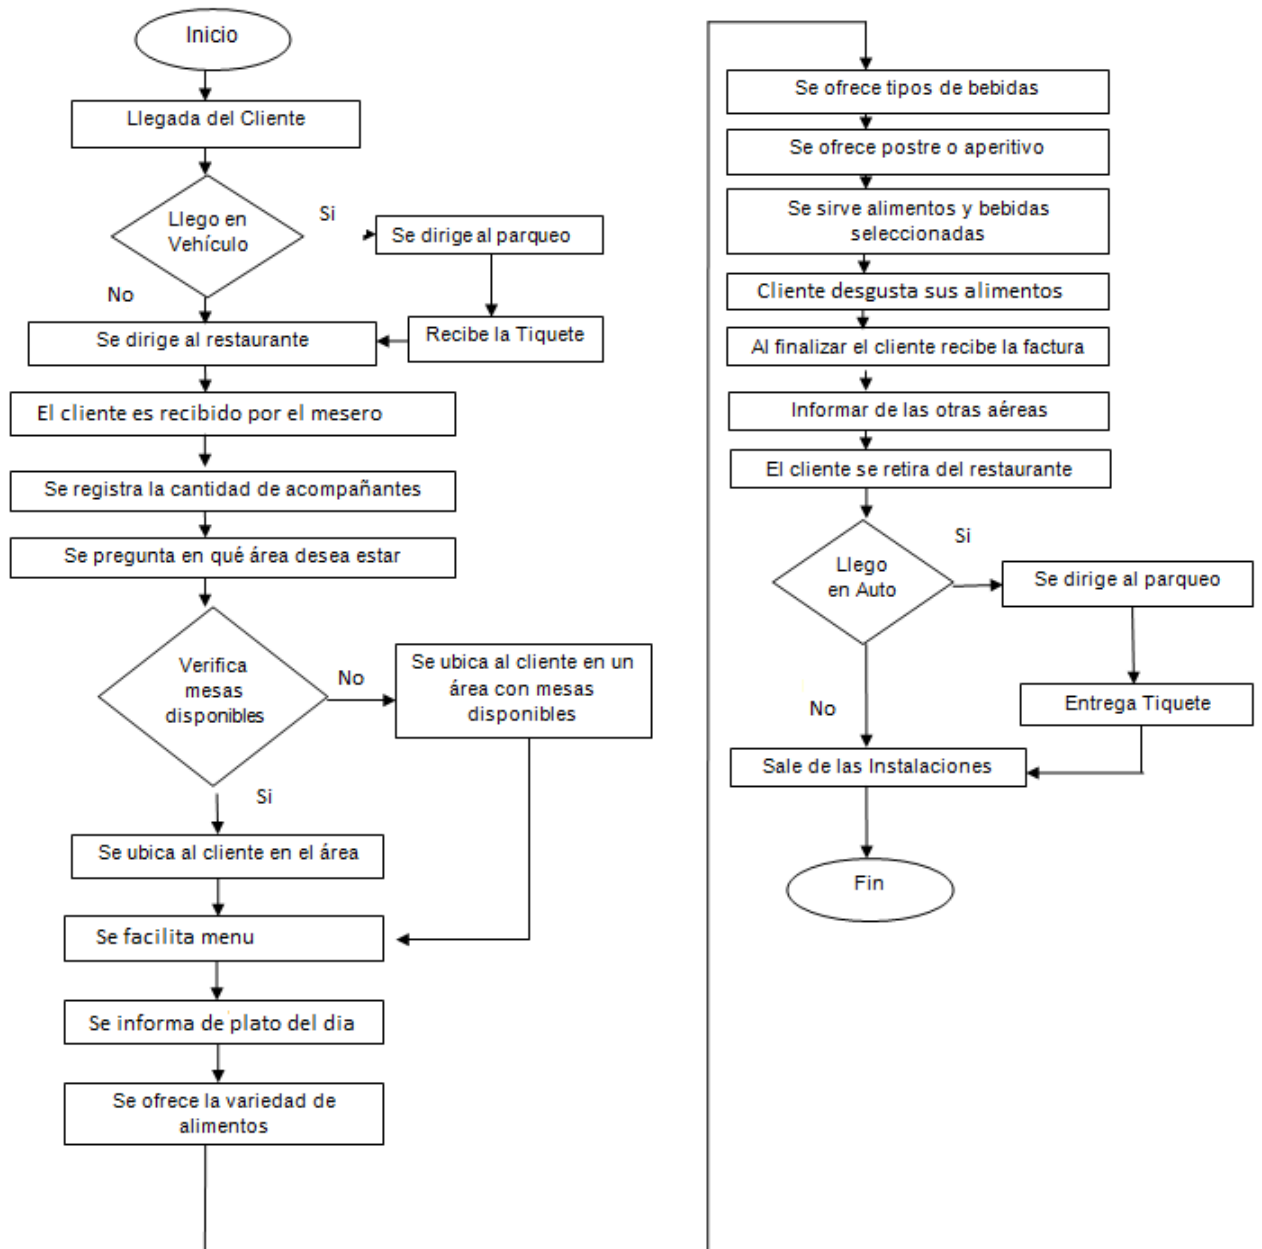 Inicio
Llegada del Cliente
Llego en
Vehículo
Si
Se dirige al parqueo
No
Recibe la Tiquete
Se dirige al restaurante
El cliente es recibido por el mesero
Se registra la cantidad de acompañantes
Se pregunta en qué área desea estar
Verifica
mesas
disponibles
No
Se ubica al cliente en un
área con mesas
disponibles
Si
Se ubica al cliente en el área
Se facilita menu
Se informa de plato del dia
Se ofrece la variedad de
alimentos
Se ofrece tipos de bebidas
Se ofrece postre o aperitivo
Se sirve alimentos y bebidas
seleccionadas
Cliente desgusta sus alimentos
Al finalizar el cliente recibe la factura
Informar de las otras aéreas
El cliente se retira del restaurante
Llego
en Auto
Si
Se dirige al parqueo
Entrega Tiquete
No
Sale de las Instalaciones
Fin